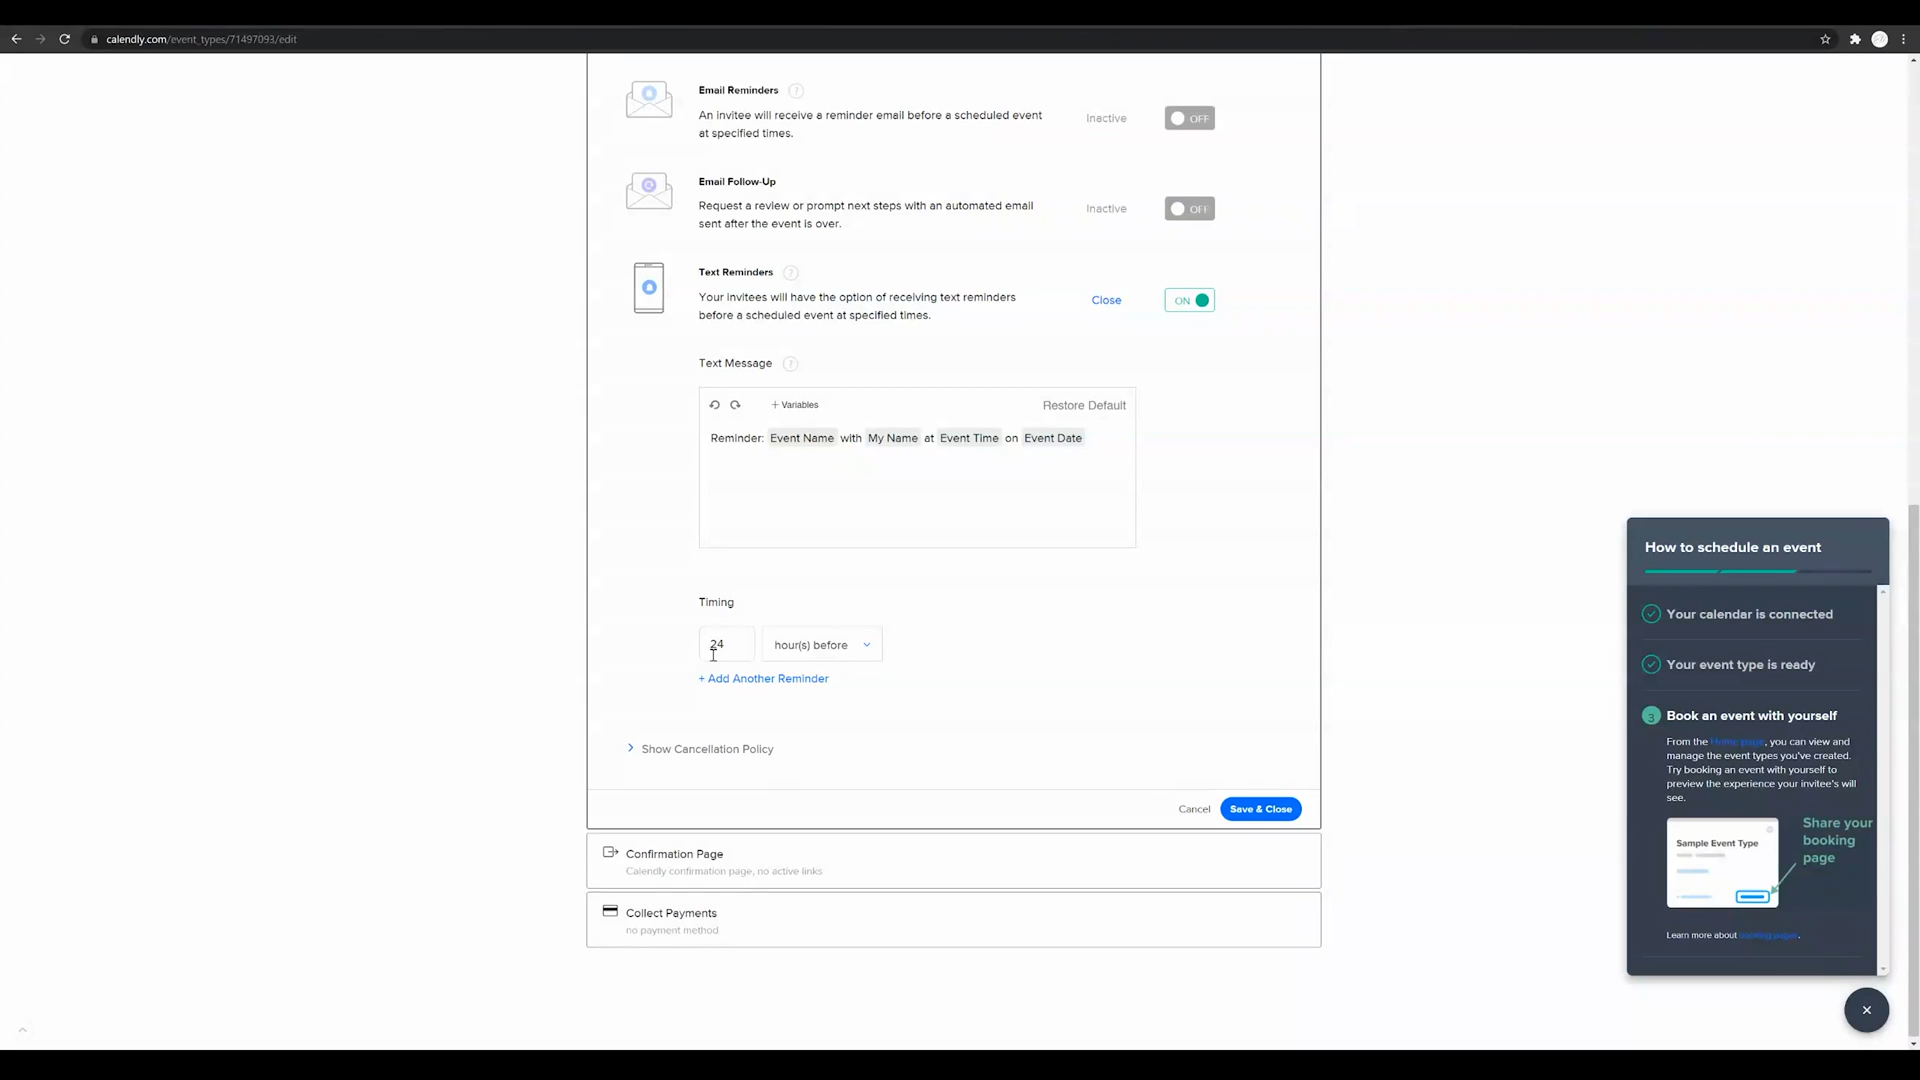 calendly.com/event_types/71497093/edit
Email Reminders ?
An invitee will receive a reminder email before a scheduled event
at specified times.
Inactive
OFF
Email Follow-Up
Request a review or prompt next steps with an automated email
sent after the event is over.
Inactive
OFF
Text Reminders ?
Your invitees will have the option of receiving text reminders
before a scheduled event at specified times.
Close
ON
Text Message ?
+ Variables
Restore Default
Reminder: Event Name with My Name at Event Time on Event Date
Timing
24
hour(s) before
+ Add Another Reminder
Show Cancellation Policy
Cancel
Save & Close
Confirmation Page
Calendly confirmation page, no active links
Collect Payments
no payment method
How to schedule an event
Your calendar is connected
Your event type is ready
3 Book an event with yourself
From the Home page, you can view and
manage the event types you've created.
Try booking an event with yourself to
preview the experience your invitee's will
see.
Sample Event Type
Share your
booking
page
Learn more about booking pages.